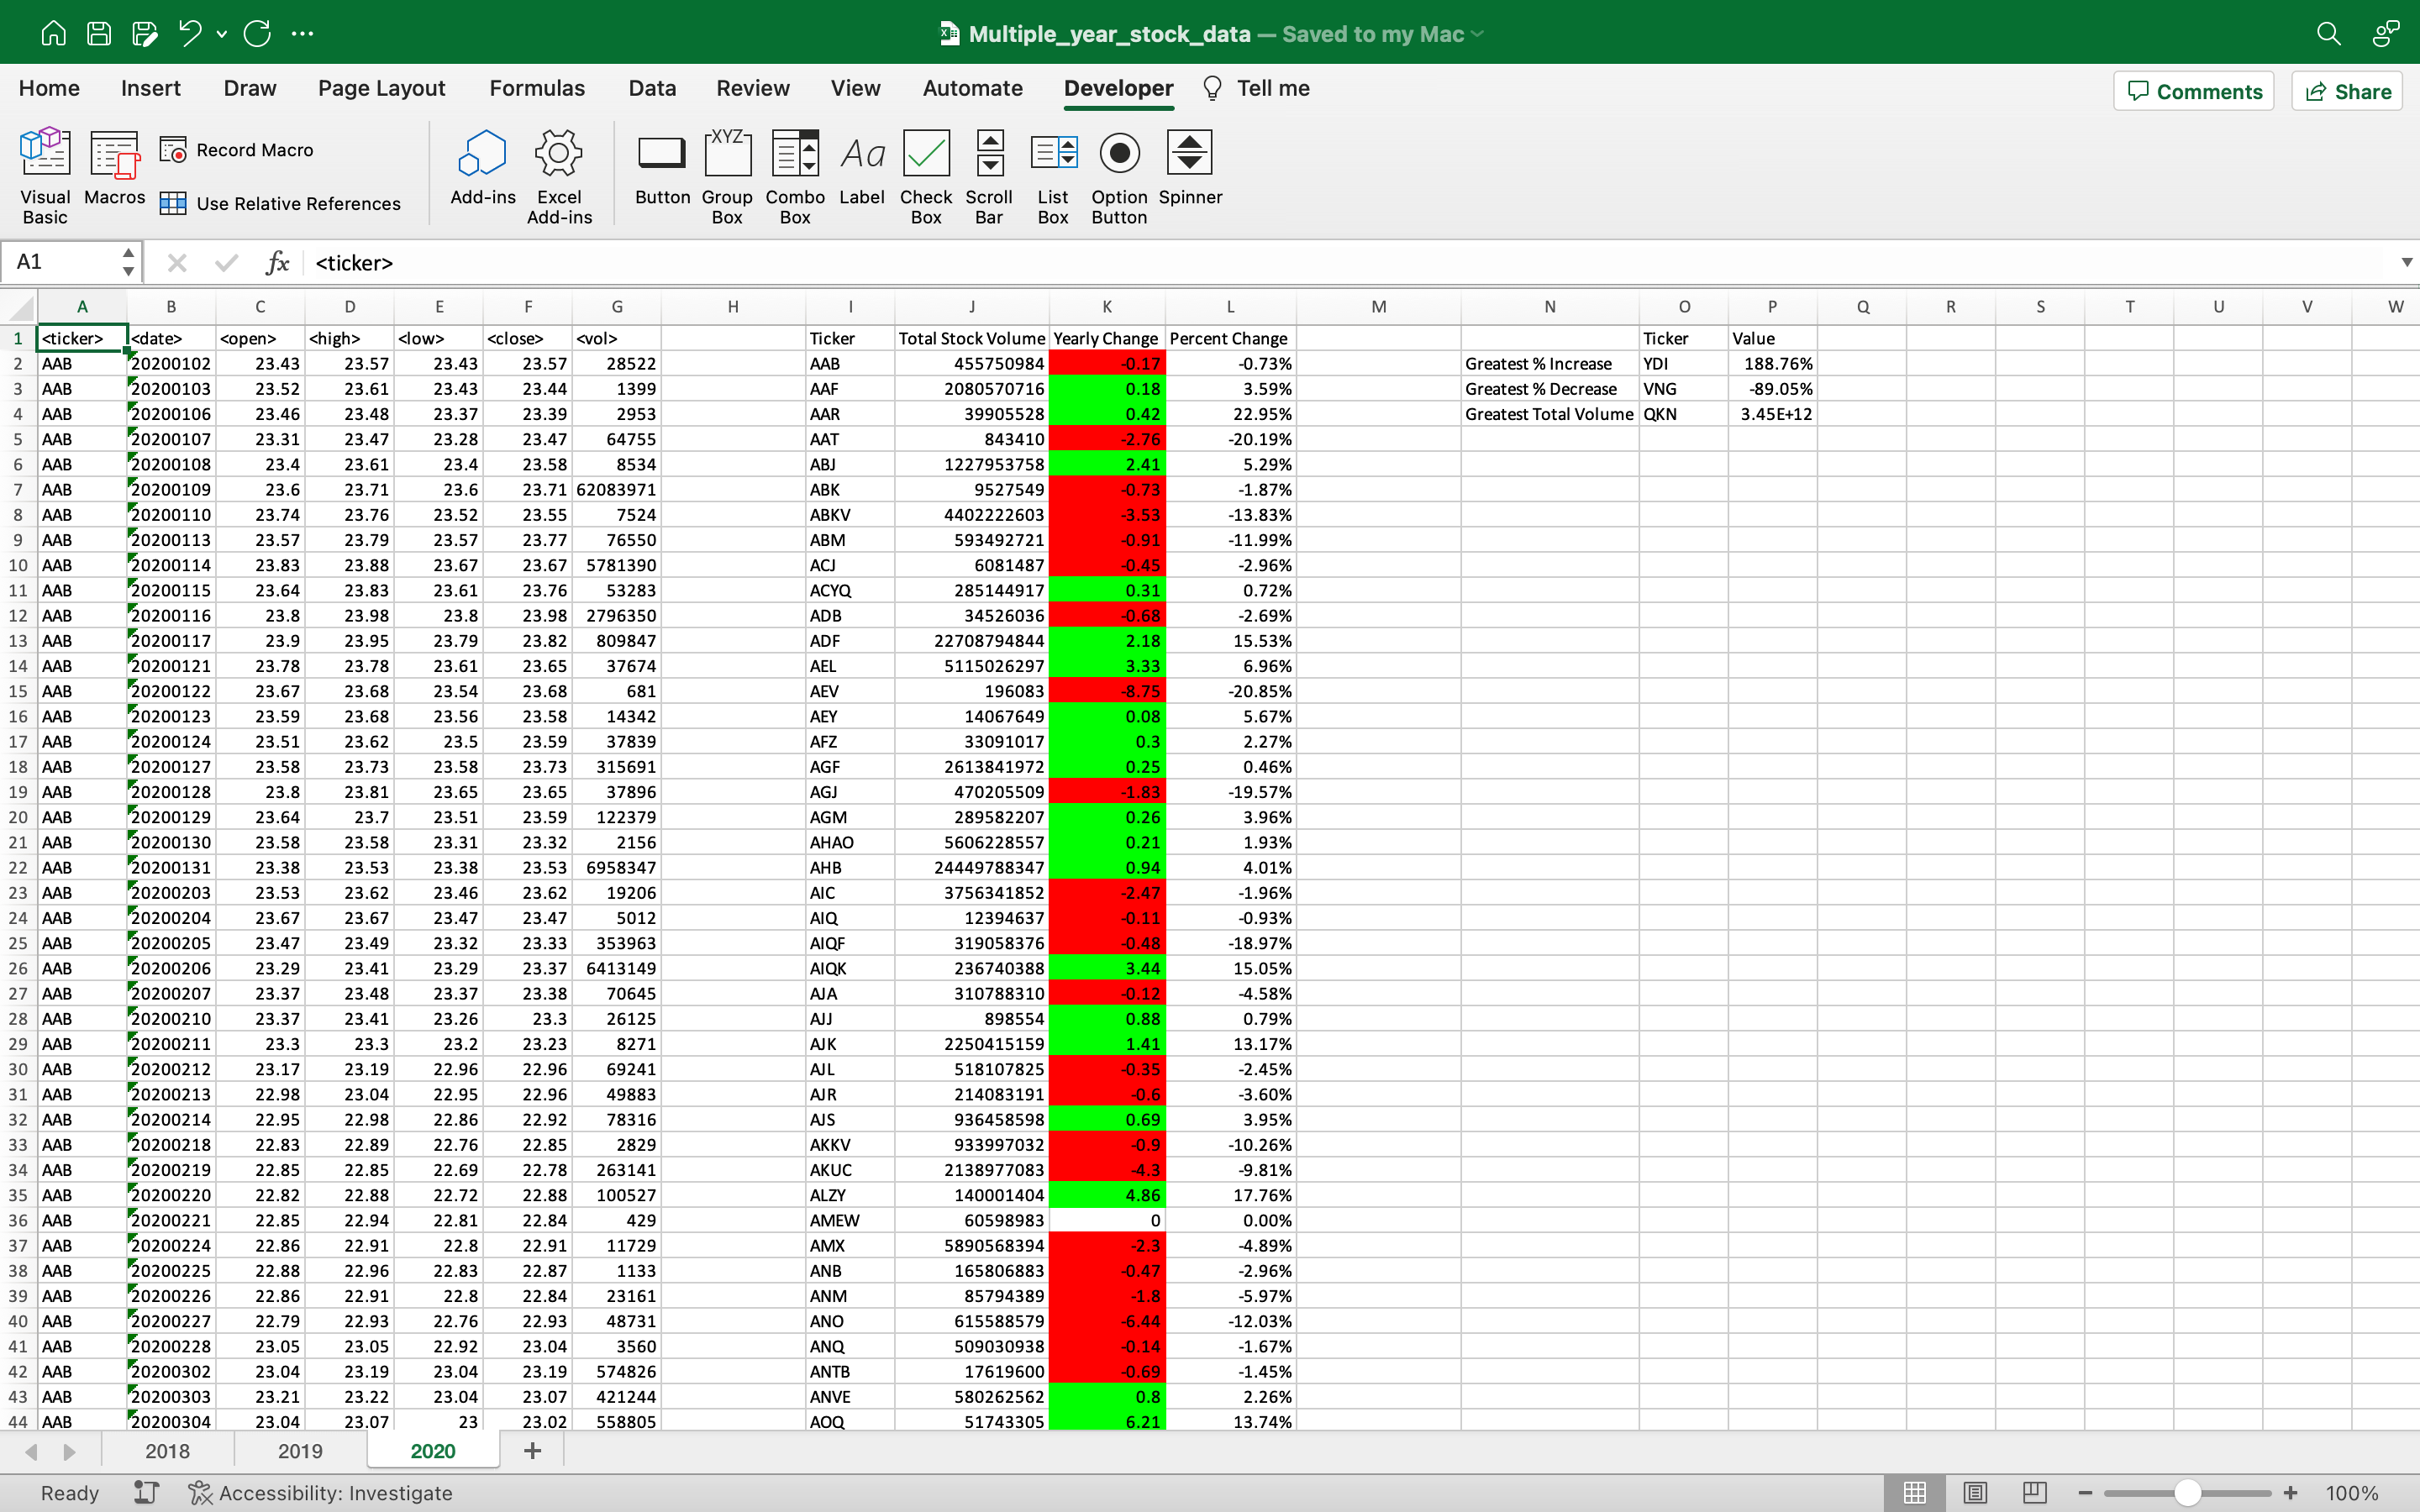 Multiple_year_stock_data — Saved to my Mac
Home Insert Draw Page Layout Formulas Data Review View Automate Developer Tell me Comments Share
Visual Basic Macros Record Macro Use Relative References Add-ins Excel Add-ins Button XYZ Group Box Combo Box Aa Label Check Box Scroll Bar List Box Option Button Spinner
A1 fx <ticker>
A B C D E F G H I J K L M N O P Q R S T U V W
1 <ticker> <date> <open> <high> <low> <close> <vol> Ticker Total Stock Volume Yearly Change Percent Change Ticker Value
2 AAB 20200102 23.43 23.57 23.43 23.57 28522 AAB 455750984 -0.17 -0.73% Greatest % Increase YDI 188.76%
3 AAB 20200103 23.52 23.61 23.43 23.44 1399 AAF 2080570716 0.18 3.59% Greatest % Decrease VNG -89.05%
4 AAB 20200106 23.46 23.48 23.37 23.39 2953 AAR 39905528 0.42 22.95% Greatest Total Volume QKN 3.45E+12
5 AAB 20200107 23.31 23.47 23.28 23.47 64755 AAT 843410 -2.76 -20.19%
6 AAB 20200108 23.4 23.61 23.4 23.58 8534 ABJ 1227953758 2.41 5.29%
7 AAB 20200109 23.6 23.71 23.6 23.71 62083971 ABK 9527549 -0.73 -1.87%
8 AAB 20200110 23.74 23.76 23.52 23.55 7524 ABKV 4402222603 -3.53 -13.83%
9 AAB 20200113 23.57 23.79 23.57 23.77 76550 ABM 593492721 -0.91 -11.99%
10 AAB 20200114 23.83 23.88 23.67 23.67 5781390 ACJ 6081487 -0.45 -2.96%
11 AAB 20200115 23.64 23.83 23.61 23.76 53283 ACYQ 285144917 0.31 0.72%
12 AAB 20200116 23.8 23.98 23.8 23.98 2796350 ADB 34526036 -0.68 -2.69%
13 AAB 20200117 23.9 23.95 23.79 23.82 809847 ADF 22708794844 2.18 15.53%
14 AAB 20200121 23.78 23.78 23.61 23.65 37674 AEL 5115026297 3.33 6.96%
15 AAB 20200122 23.67 23.68 23.54 23.68 681 AEV 196083 -8.75 -20.85%
16 AAB 20200123 23.59 23.68 23.56 23.58 14342 AEY 14067649 0.08 5.67%
17 AAB 20200124 23.51 23.62 23.5 23.59 37839 AFZ 33091017 0.3 2.27%
18 AAB 20200127 23.58 23.73 23.58 23.73 315691 AGF 2613841972 0.25 0.46%
19 AAB 20200128 23.8 23.81 23.65 23.65 37896 AGJ 470205509 -1.83 -19.57%
20 AAB 20200129 23.64 23.7 23.51 23.59 122379 AGM 289582207 0.26 3.96%
21 AAB 20200130 23.58 23.58 23.31 23.32 2156 AHAO 5606228557 0.21 1.93%
22 AAB 20200131 23.38 23.53 23.38 23.53 6958347 AHB 24449788347 0.94 4.01%
23 AAB 20200203 23.53 23.62 23.46 23.62 19206 AIC 3756341852 -2.47 -1.96%
24 AAB 20200204 23.67 23.67 23.47 23.47 5012 AIQ 12394637 -0.11 -0.93%
25 AAB 20200205 23.47 23.49 23.32 23.33 353963 AIQF 319058376 -0.48 -18.97%
26 AAB 20200206 23.29 23.41 23.29 23.37 6413149 AIQK 236740388 3.44 15.05%
27 AAB 20200207 23.37 23.48 23.37 23.38 70645 AJA 310788310 -0.12 -4.58%
28 AAB 20200210 23.37 23.41 23.26 23.3 26125 AJJ 898554 0.88 0.79%
29 AAB 20200211 23.3 23.3 23.2 23.23 8271 AJK 2250415159 1.41 13.17%
30 AAB 20200212 23.17 23.19 22.96 22.96 69241 AJL 518107825 -0.35 -2.45%
31 AAB 20200213 22.98 23.04 22.95 22.96 49883 AJR 214083191 -0.6 -3.60%
32 AAB 20200214 22.95 22.98 22.86 22.92 78316 AJS 936458598 0.69 3.95%
33 AAB 20200218 22.83 22.89 22.76 22.85 2829 AKKV 933997032 -0.9 -10.26%
34 AAB 20200219 22.85 22.85 22.69 22.78 263141 AKUC 2138977083 -4.3 -9.81%
35 AAB 20200220 22.82 22.88 22.72 22.88 100527 ALZY 140001404 4.86 17.76%
36 AAB 20200221 22.85 22.94 22.81 22.84 429 AMEW 60598983 0 0.00%
37 AAB 20200224 22.86 22.91 22.8 22.91 11729 AMX 5890568394 -2.3 -4.89%
38 AAB 20200225 22.88 22.96 22.83 22.87 1133 ANB 165806883 -0.47 -2.96%
39 AAB 20200226 22.86 22.91 22.8 22.84 23161 ANM 85794389 -1.8 -5.97%
40 AAB 20200227 22.79 22.93 22.76 22.93 48731 ANO 615588579 -6.44 -12.03%
41 AAB 20200228 23.05 23.05 22.92 23.04 3560 ANQ 509030938 -0.14 -1.67%
42 AAB 20200302 23.04 23.19 23.04 23.19 574826 ANTB 17619600 -0.69 -1.45%
43 AAB 20200303 23.21 23.22 23.04 23.07 421244 ANVE 580262562 0.8 2.26%
44 AAB 20200304 23.04 23.07 23 23.02 558805 AOQ 51743305 6.21 13.74%
2018 2019 2020 +
Ready Accessibility: Investigate 100%